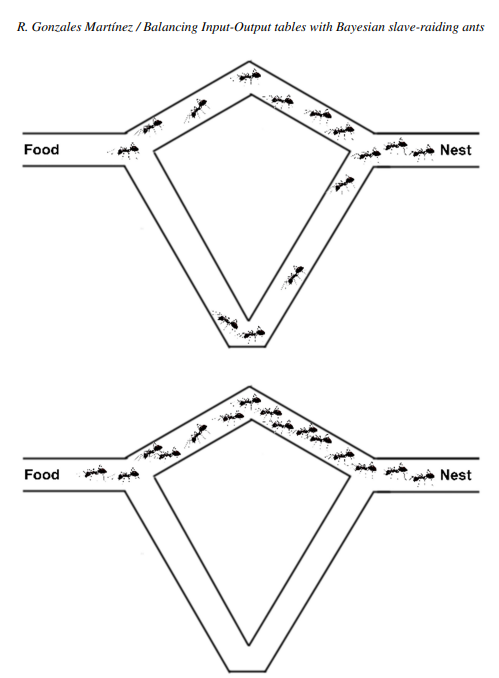 R. Gonzales Martínez / Balancing Input-Output tables with Bayesian slave-raiding ants
Food
Nest
Food
Nest